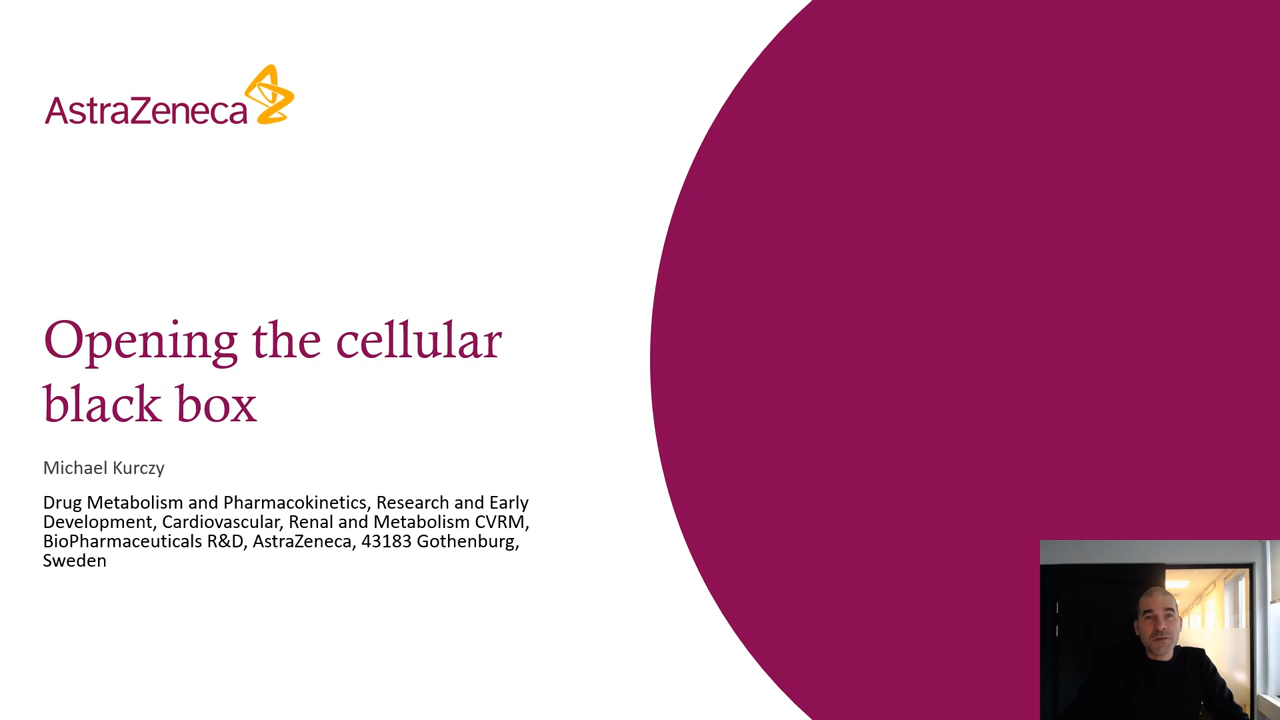 AstraZeneca
Opening the cellular
black box
Michael Kurczy
Drug Metabolism and Pharmacokinetics, Research and Early
Development, Cardiovascular, Renal and Metabolism CVRM,
BioPharmaceuticals R&D, AstraZeneca, 43183 Gothenburg,
Sweden